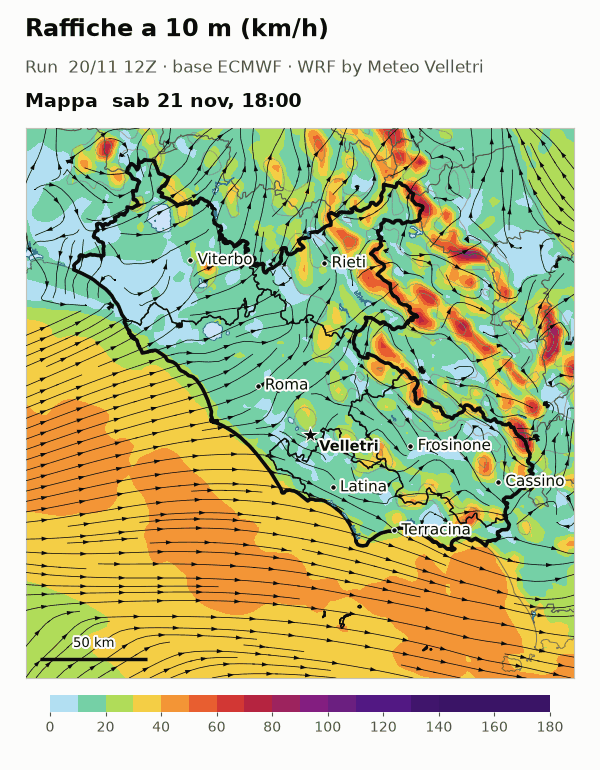 Raffiche a 10 m (km/h)
Run 20/11 12Z · base ECMWF · WRF by Meteo Velletri
Mappa sab 21 nov, 18:00
Viterbo
Rieti
Roma
Velletri
Frosinone
Latina
Cassino
Terracina
50 km
0 20 40 60 80 100 120 140 160 180